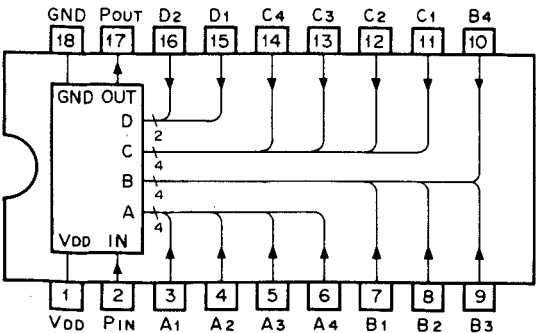 GND POUT D2 D1 C4 C3 C2 C1 B4
18 17 16 15 14 13 12 11 10
GND OUT
D 2
C 4
B 4
A 4
VDD IN
1 2 3 4 5 6 7 8 9
VDD PIN A1 A2 A3 A4 B1 B2 B3